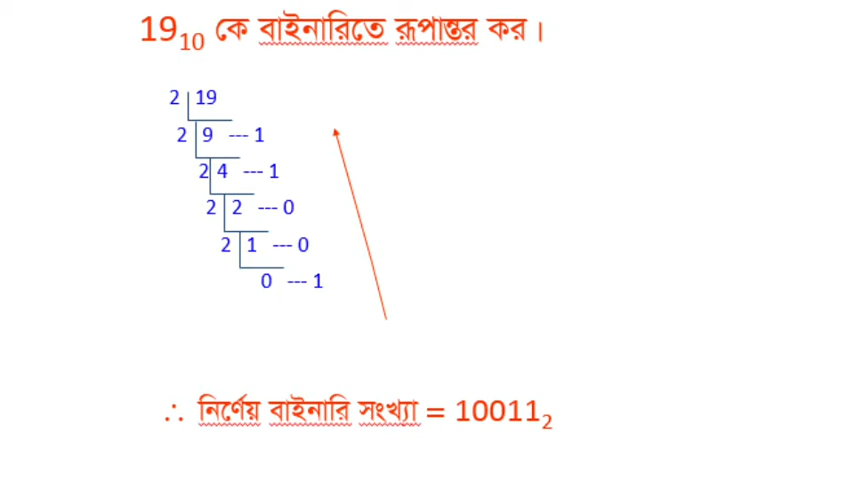 19₁₀ কে বাইনারিতে রূপান্তর কর।
2 19
2 9 --- 1
2 4 --- 1
2 2 --- 0
2 1 --- 0
0 --- 1
∴ নির্ণেয় বাইনারি সংখ্যা = 10011₂